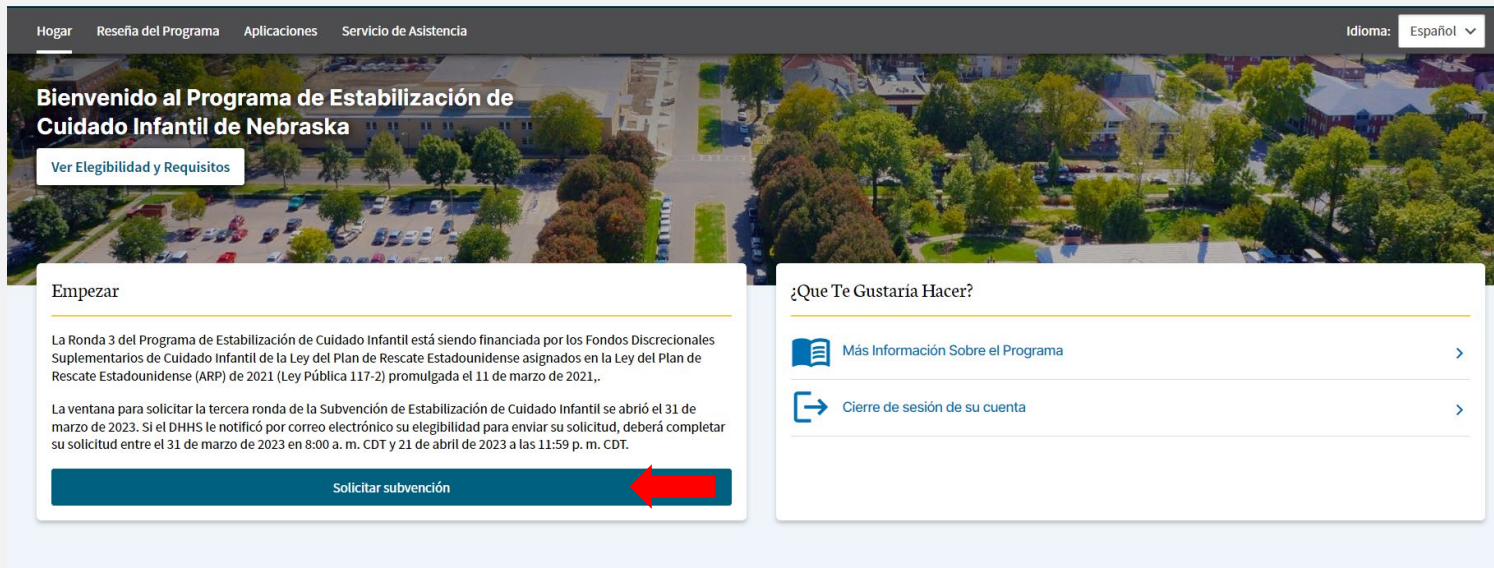 Hogar Reseña del Programa Aplicaciones Servicio de Asistencia Idioma: Español
Bienvenido al Programa de Estabilización de
Cuidado Infantil de Nebraska
Ver Elegibilidad y Requisitos
Empezar
La Ronda 3 del Programa de Estabilización de Cuidado Infantil está siendo financiada por los Fondos Discrecionales
Suplementarios de Cuidado Infantil de la Ley del Plan de Rescate Estadounidense asignados en la Ley del Plan de
Rescate Estadounidense (ARP) de 2021 (Ley Pública 117-2) promulgada el 11 de marzo de 2021,.
La ventana para solicitar la tercera ronda de la Subvención de Estabilización de Cuidado Infantil se abrió el 31 de
marzo de 2023. Si el DHHS le notificó por correo electrónico su elegibilidad para enviar su solicitud, deberá completar
su solicitud entre el 31 de marzo de 2023 en 8:00 a. m. CDT y 21 de abril de 2023 a las 11:59 p. m. CDT.
Solicitar subvención
¿Que Te Gustaría Hacer?
Más Información Sobre el Programa
Cierre de sesión de su cuenta